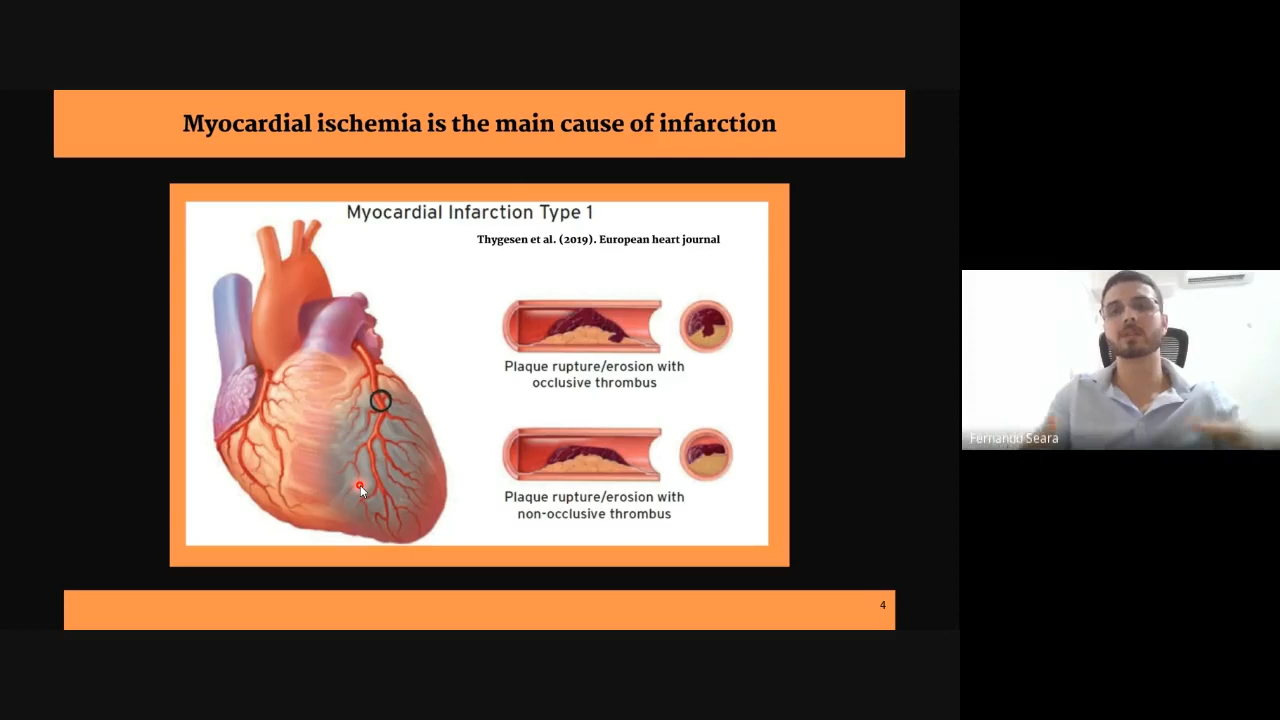 Myocardial ischemia is the main cause of infarction
Myocardial Infarction Type 1
Thygesen et al. (2019). European heart journal
Plaque rupture/erosion with
occlusive thrombus
Plaque rupture/erosion with
non-occlusive thrombus
4
Fernando Seara